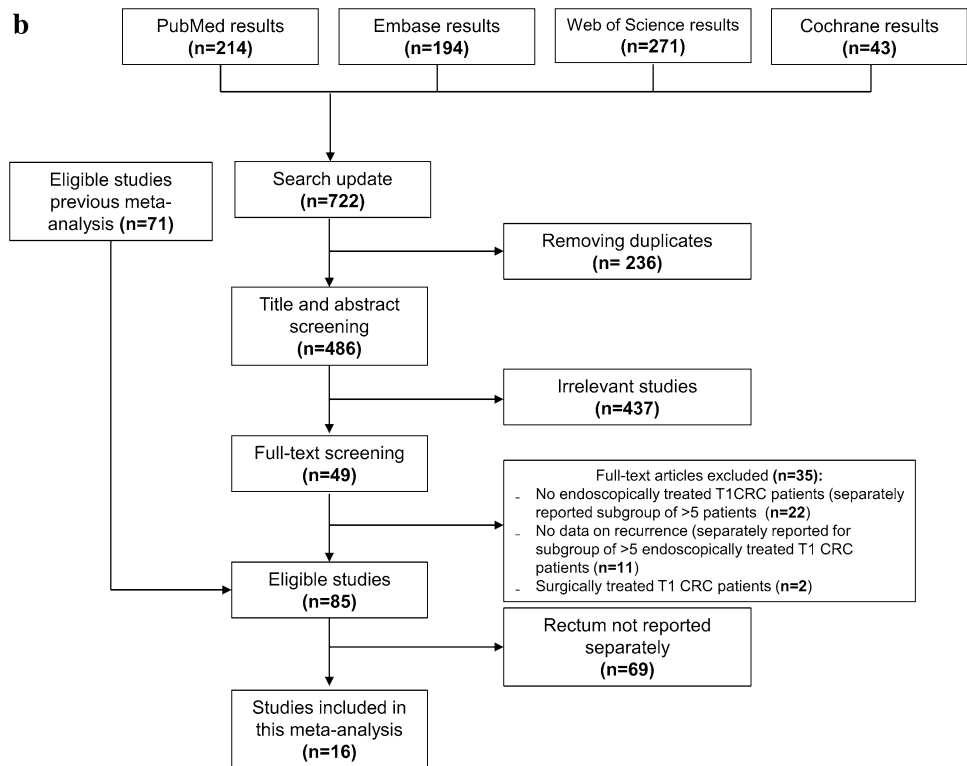 b
PubMed results
(n=214)
Embase results
(n=194)
Web of Science results
(n=271)
Cochrane results
(n=43)
Eligible studies
previous meta-
analysis (n=71)
Search update
(n=722)
Removing duplicates
(n= 236)
Title and abstract
screening
(n=486)
Irrelevant studies
(n=437)
Full-text screening
(n=49)
Full-text articles excluded (n=35):
- No endoscopically treated T1CRC patients (separately
reported subgroup of >5 patients (n=22)
- No data on recurrence (separately reported for
subgroup of >5 endoscopically treated T1 CRC
patients (n=11)
- Surgically treated T1 CRC patients (n=2)
Eligible studies
(n=85)
Rectum not reported
separately
(n=69)
Studies included in
this meta-analysis
(n=16)